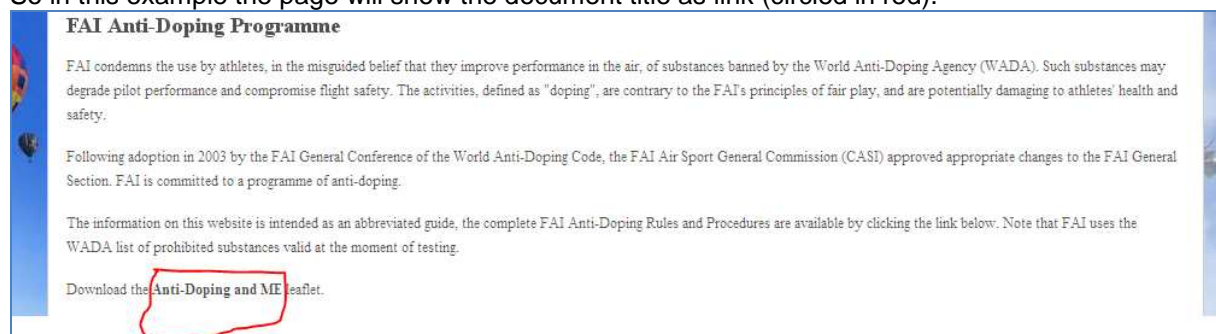 So in this example the page will show the document title as link (circled in red).
FAI Anti-Doping Programme
FAI condemns the use by athletes, in the misguided belief that they improve performance in the air, of substances banned by the World Anti-Doping Agency (WADA). Such substances may
degrade pilot performance and compromise flight safety. The activities, defined as "doping", are contrary to the FAI's principles of fair play, and are potentially damaging to athletes' health and
safety.
Following adoption in 2003 by the FAI General Conference of the World Anti-Doping Code, the FAI Air Sport General Commission (CASI) approved appropriate changes to the FAI General
Section. FAI is committed to a programme of anti-doping.
The information on this website is intended as an abbreviated guide, the complete FAI Anti-Doping Rules and Procedures are available by clicking the link below. Note that FAI uses the
WADA list of prohibited substances valid at the moment of testing.
Download the Anti-Doping and ME leaflet.